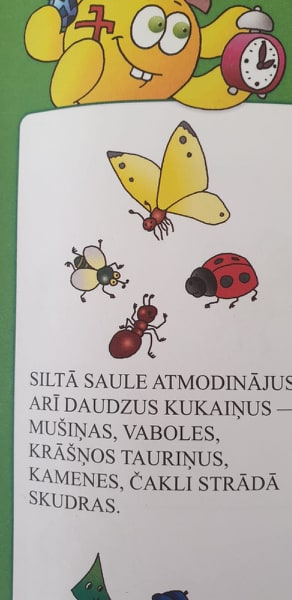 SILTĀ SAULE ATMODINĀJUS
ARĪ DAUDZUS KUKAIŅUS —
MUŠIŅAS, VABOLES,
KRĀŠŅOS TAURIŅUS,
KAMENES, ČAKLI STRĀDĀ
SKUDRAS.